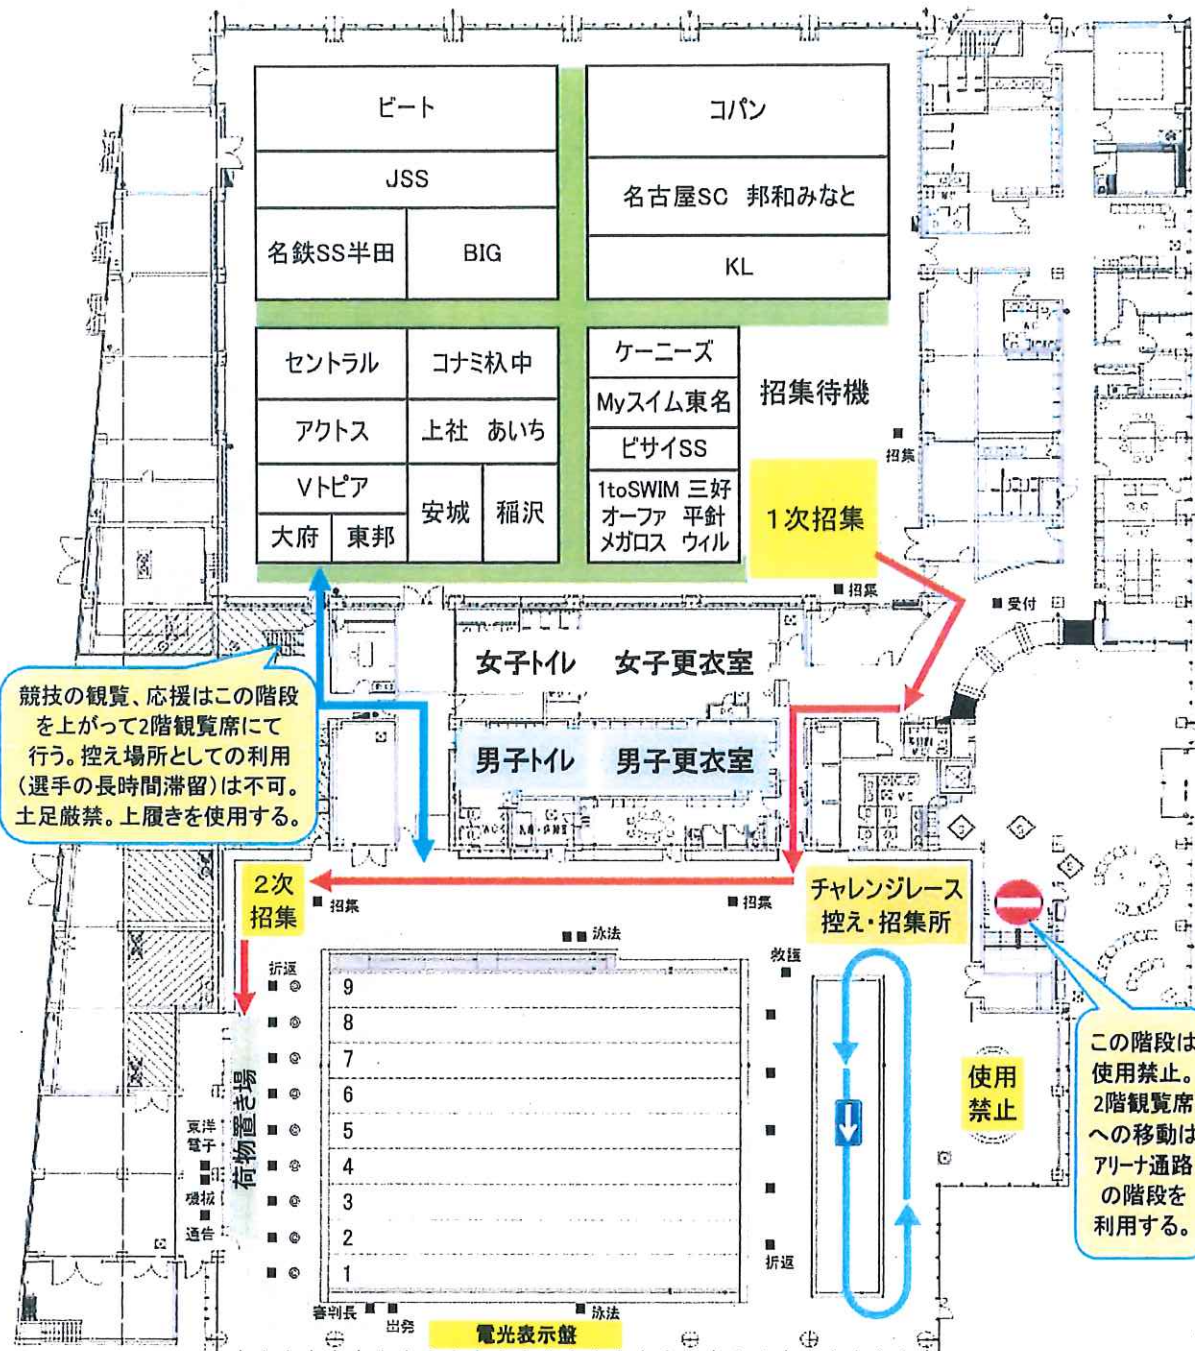 ビート
コパン
JSS
名古屋SC 邦和みなと
名鉄SS半田
BIG
KL
セントラル
コナミ杁中
ケーニーズ
招集待機
Myスイム東名
アクトス
上社 あいち
招集
ビサイSS
Vトピア
安城
稲沢
1toSWIM 三好
オーファ 平針
メガロス ウィル
1次招集
大府
東邦
招集
受付
女子トイレ
女子更衣室
競技の観覧、応援はこの階段
を上がって2階観覧席にて
行う。控え場所としての利用
(選手の長時間滞留)は不可。
土足厳禁。上履きを使用する。
男子トイレ
男子更衣室
2次
招集
招集
招集
チャレンジレース
控え・招集所
泳法
折返
救護
9
8
7
6
5
4
3
2
1
荷物置き場
東洋
電子
機械
通告
使用
禁止
この階段は
使用禁止。
2階観覧席
への移動は
アリーナ通路
の階段を
利用する。
折返
審判長
出発
泳法
電光表示盤